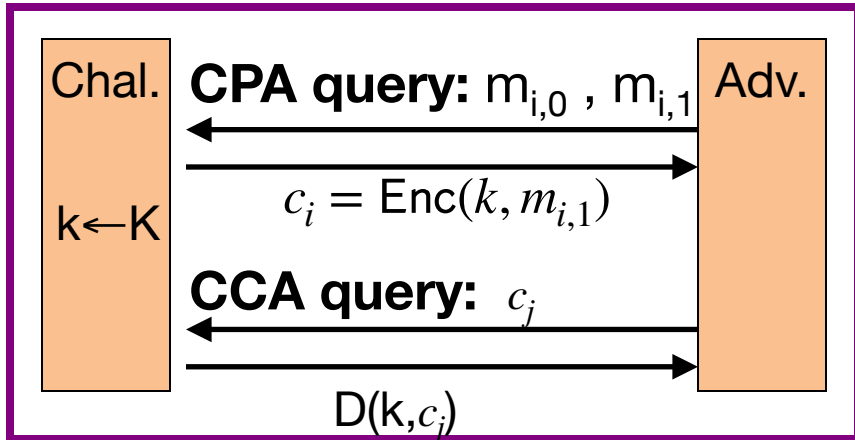 Chal.
CPA query: m_{i,0} , m_{i,1}
Adv.
c_i = Enc(k, m_{i,1})
k←K
CCA query: c_j
D(k,c_j)